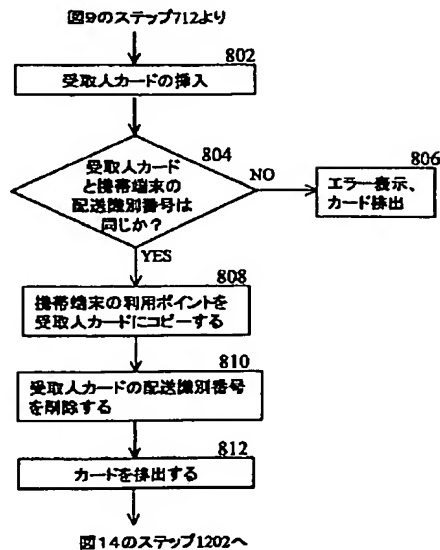 図9のステップ712より
802
受取人カードの挿入
804
受取人カード
と携帯端末の
配送識別番号は
同じか？
NO
806
エラー表示、
カード排出
YES
808
携帯端末の利用ポイントを
受取人カードにコピーする
810
受取人カードの配送識別番号
を削除する
812
カードを排出する
図14のステップ1202へ